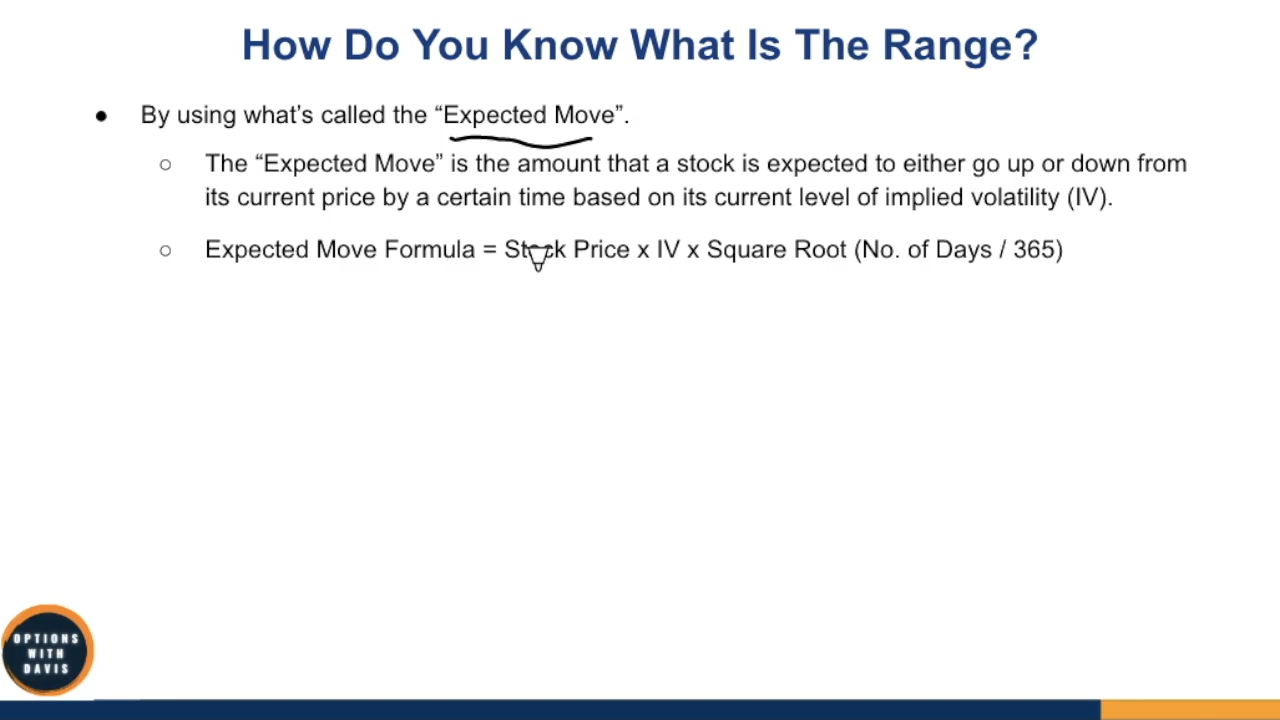 How Do You Know What Is The Range?
● By using what’s called the “Expected Move”.
○ The “Expected Move” is the amount that a stock is expected to either go up or down from
its current price by a certain time based on its current level of implied volatility (IV).
○ Expected Move Formula = Stock Price x IV x Square Root (No. of Days / 365)
OPTIONS
WITH
DAVIS